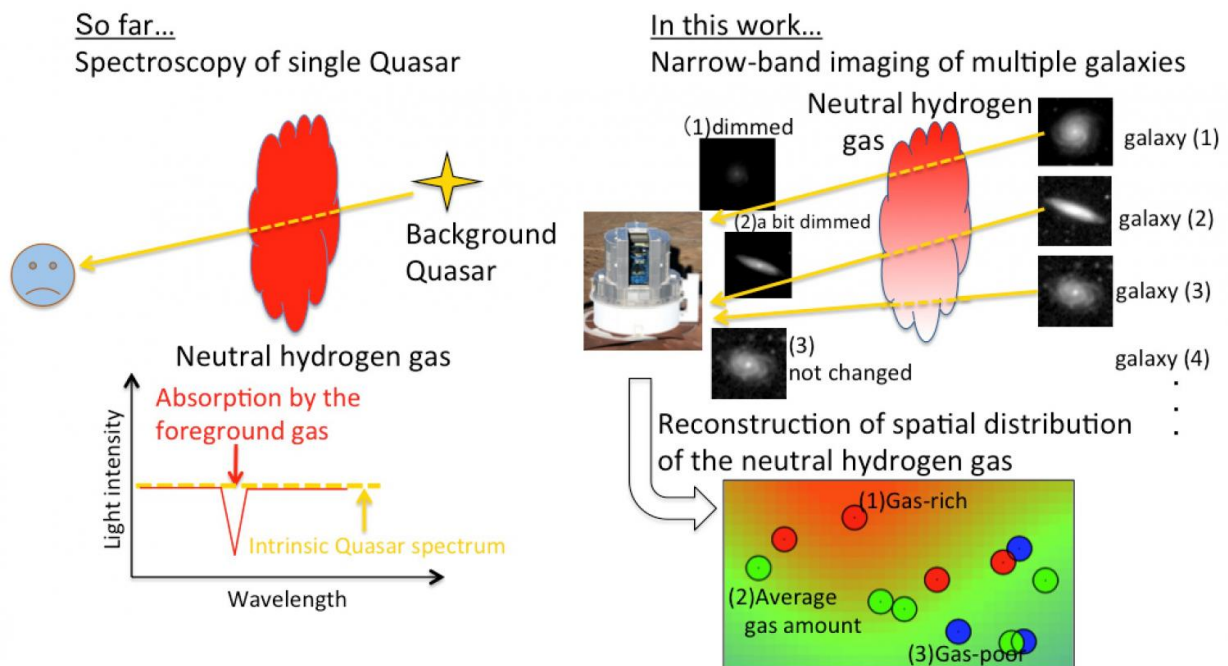 So far...
Spectroscopy of single Quasar
Background
Quasar
Neutral hydrogen gas
Absorption by the
foreground gas
Light intensity
Intrinsic Quasar spectrum
Wavelength
In this work...
Narrow-band imaging of multiple galaxies
Neutral hydrogen
gas
(1)dimmed
galaxy (1)
(2)a bit dimmed
galaxy (2)
galaxy (3)
(3)
not changed
galaxy (4)
Reconstruction of spatial distribution
of the neutral hydrogen gas
(1)Gas-rich
(2)Average
gas amount
(3)Gas-poor